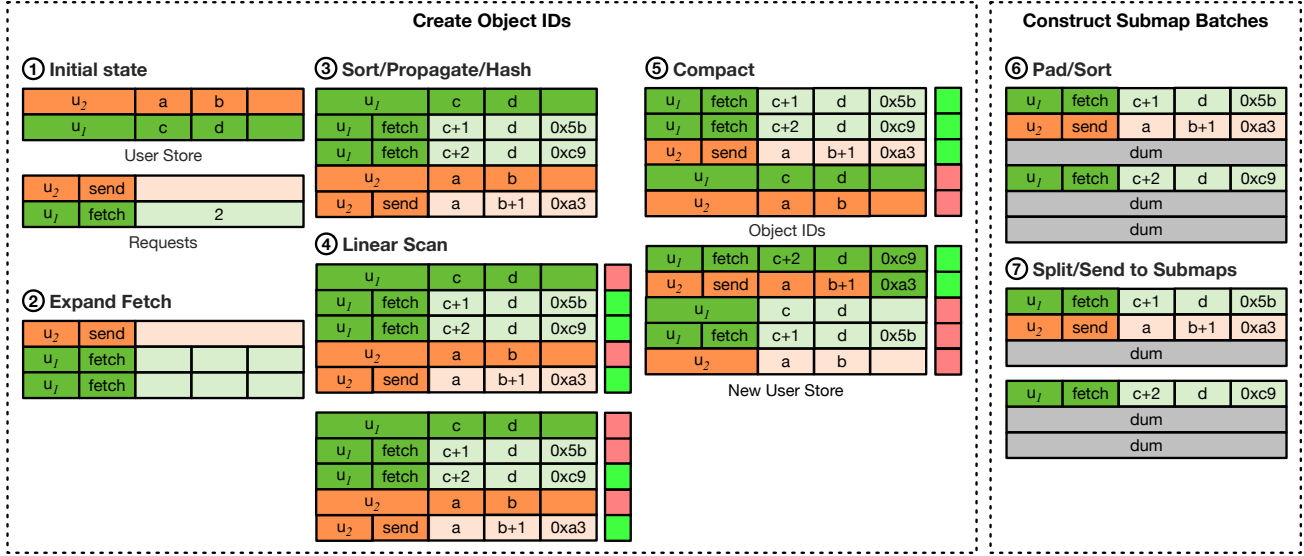 Create Object IDs
① Initial state
u₂ a b
u₁ c d
User Store
u₂ send
u₁ fetch 2
Requests
② Expand Fetch
u₂ send
u₁ fetch
u₁ fetch
③ Sort/Propagate/Hash
u₁ c d
u₁ fetch c+1 d 0x5b
u₁ fetch c+2 d 0xc9
u₂ a b
u₂ send a b+1 0xa3
④ Linear Scan
u₁ c d
u₁ fetch c+1 d 0x5b
u₁ fetch c+2 d 0xc9
u₂ a b
u₂ send a b+1 0xa3
u₁ c d
u₁ fetch c+1 d 0x5b
u₁ fetch c+2 d 0xc9
u₂ a b
u₂ send a b+1 0xa3
⑤ Compact
u₁ fetch c+1 d 0x5b
u₁ fetch c+2 d 0xc9
u₂ send a b+1 0xa3
u₁ c d
u₂ a b
Object IDs
u₁ fetch c+2 d 0xc9
u₂ send a b+1 0xa3
u₁ c d
u₁ fetch c+1 d 0x5b
u₂ a b
New User Store
Construct Submap Batches
⑥ Pad/Sort
u₁ fetch c+1 d 0x5b
u₂ send a b+1 0xa3
dum
u₁ fetch c+2 d 0xc9
dum
dum
⑦ Split/Send to Submaps
u₁ fetch c+1 d 0x5b
u₂ send a b+1 0xa3
dum
u₁ fetch c+2 d 0xc9
dum
dum